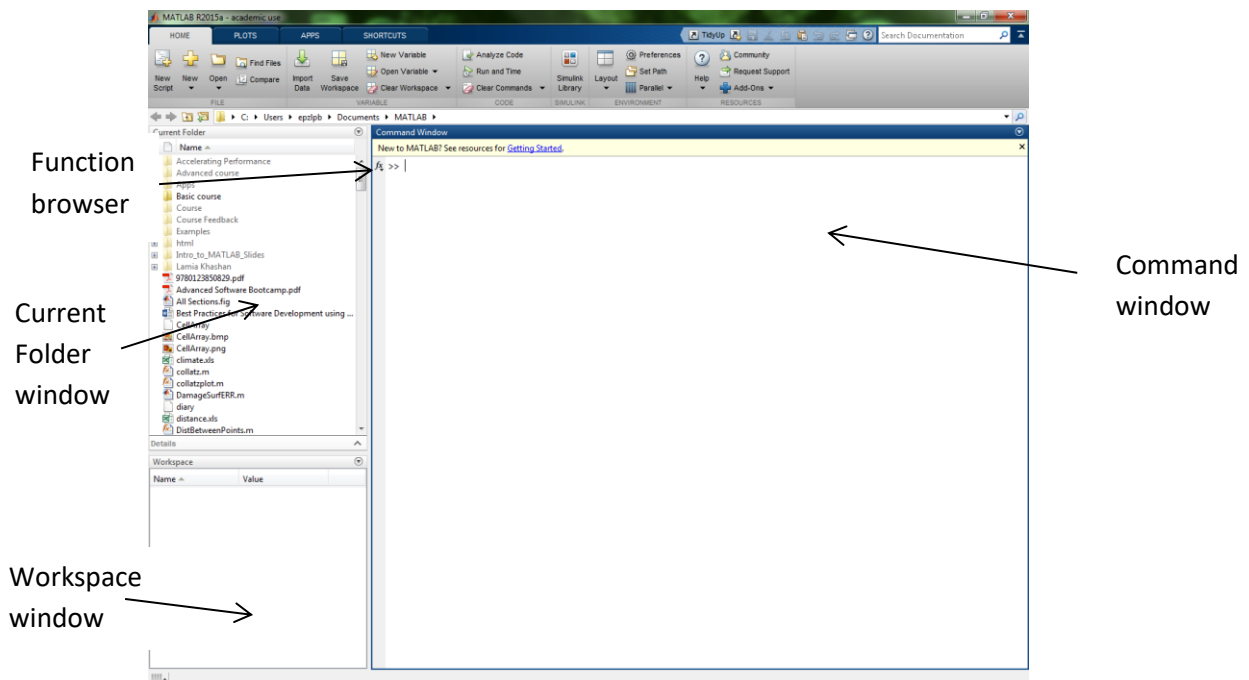 MATLAB R2015a - academic use
HOME PLOTS APPS SHORTCUTS TidyUp Search Documentation
New Script
New
Open
Find Files
Compare
Import Data
Save Workspace
New Variable
Open Variable
Clear Workspace
Analyze Code
Run and Time
Clear Commands
Simulink Library
Layout
Preferences
Set Path
Parallel
Help
Community
Request Support
Add-Ons
FILE VARIABLE CODE SIMULINK ENVIRONMENT RESOURCES
C: Users epzlpb Documents MATLAB
Current Folder
Name
Accelerating Performance
Advanced course
Apps
Basic course
Course
Course Feedback
Examples
html
Intro_to_MATLAB_Slides
Lamia Khashan
9780123850829.pdf
Advanced Software Bootcamp.pdf
All Sections.fig
Best Practices for Software Development using ...
CellArray
CellArray.bmp
CellArray.png
climate.xls
collatz.m
collatzplot.m
DamageSurfERR.m
diary
distance.xls
DistBetweenPoints.m
Details
Workspace
Name Value
Command Window
New to MATLAB? See resources for Getting Started.
fx >>
Function
browser
Current
Folder
window
Workspace
window
Command
window